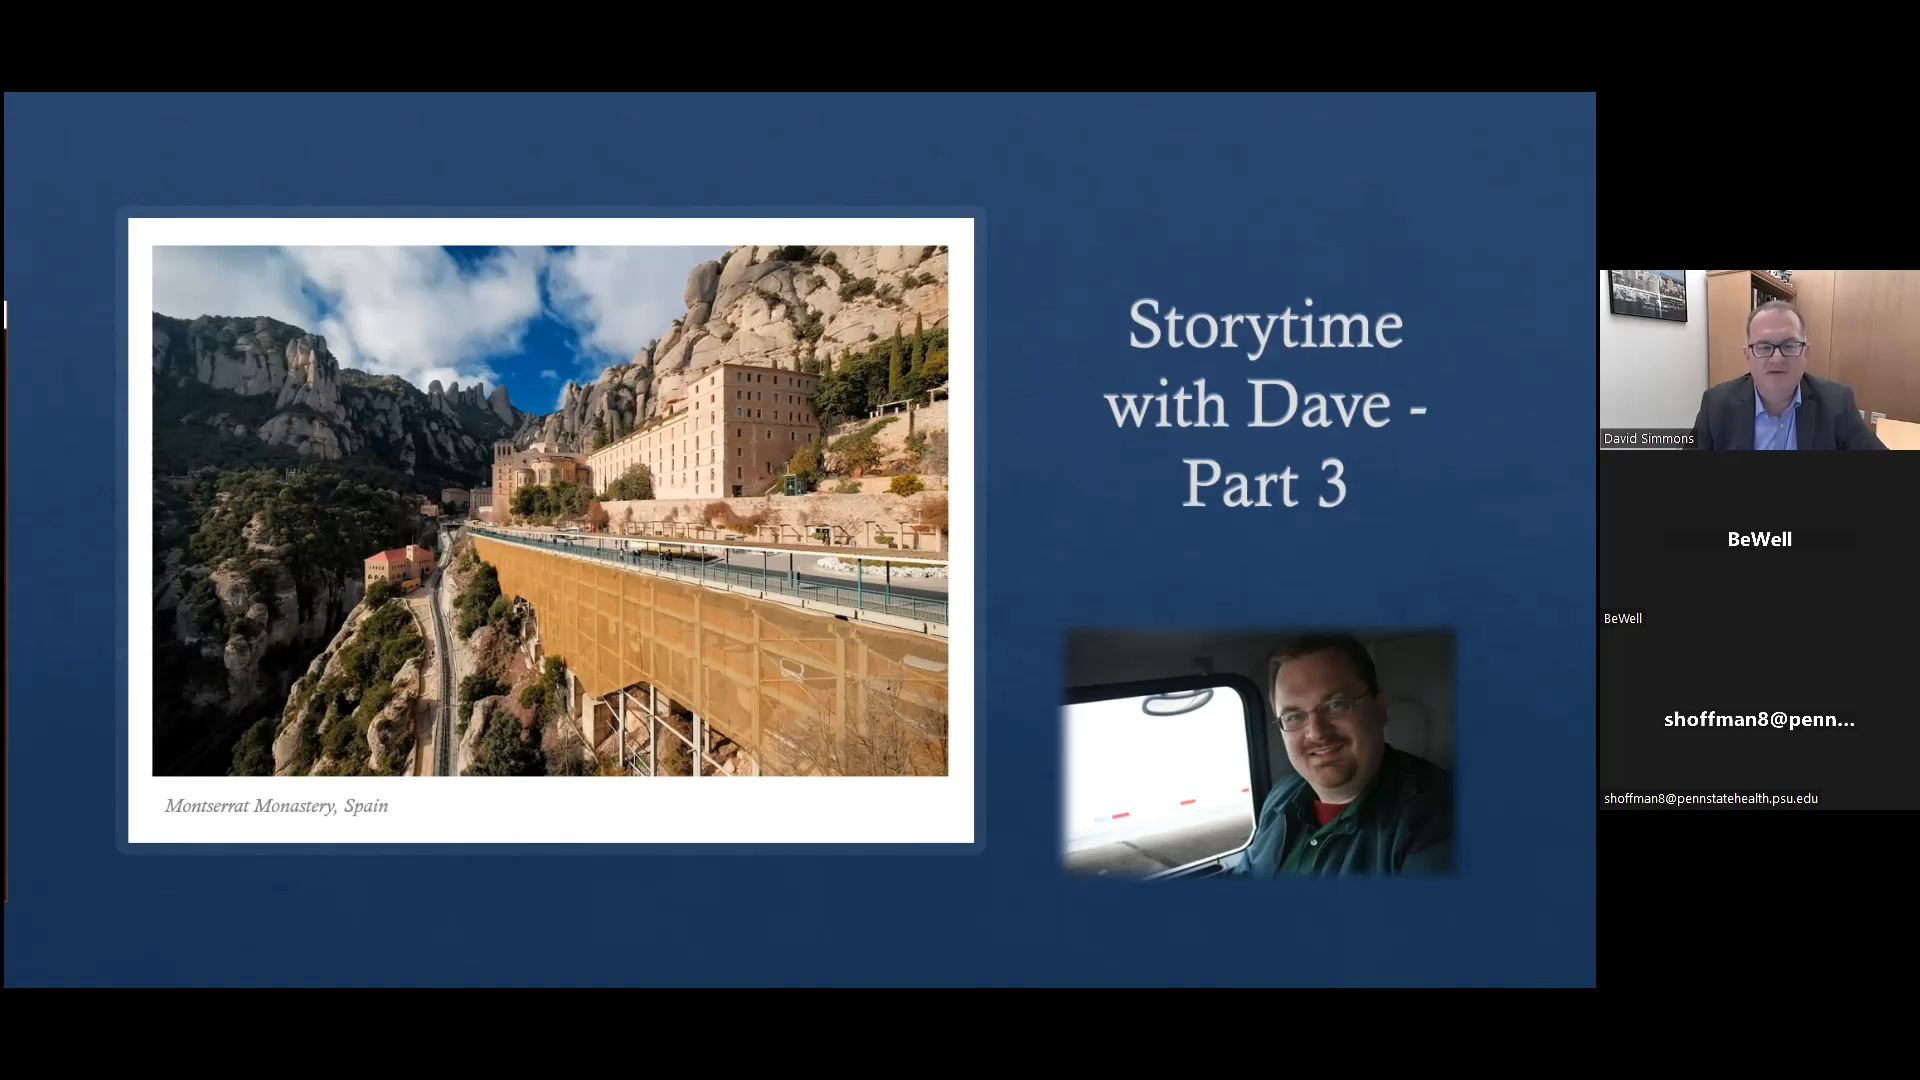 Storytime
with Dave -
Part 3
Montserrat Monastery, Spain
David Simmons
BeWell
BeWell
shoffman8@penn...
shoffman8@pennstatehealth.psu.edu